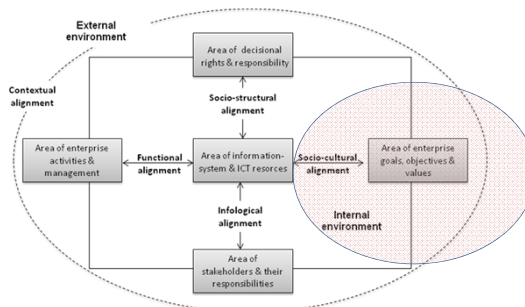 External
environment
Area of decisional
rights & responsibility
Contextual
alignment
Socio-structural
alignment
Area of enterprise
activities &
management
Functional
alignment
Area of information-
system & ICT resorces
Socio-cultural
alignment
Area of enterprise
goals, objectives &
values
Infological
alignment
Internal
environment
Area of
stakeholders & their
responsibilities